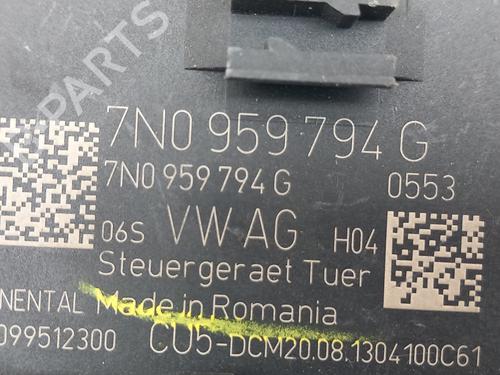 7N0 959 794 G
7N0 959 794 G 0553
06S VW AG H04
Steuergeraet Tuer
NENTAL Made in Romania
099512300 CU5-DCM20.08.1304100C61
B-PARTS